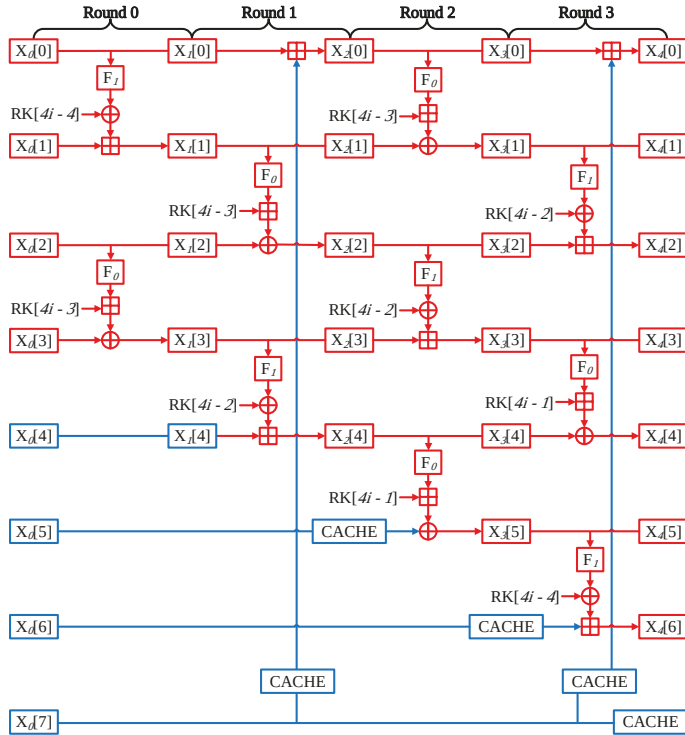 Round 0 Round 1 Round 2 Round 3
X0[0] X1[0] X2[0] X3[0] X4[0]
F1 F0
RK[4i - 4] RK[4i - 3]
X0[1] X1[1] X2[1] X3[1] X4[1]
F0 F1
RK[4i - 3] RK[4i - 2]
X0[2] X1[2] X2[2] X3[2] X4[2]
F0 F1
RK[4i - 3] RK[4i - 2]
X0[3] X1[3] X2[3] X3[3] X4[3]
F1 F0
RK[4i - 2] RK[4i - 1]
X0[4] X1[4] X2[4] X3[4] X4[4]
F0
RK[4i - 1]
X0[5] CACHE X3[5] X4[5]
F1
RK[4i - 4]
X0[6] CACHE X4[6]
CACHE CACHE
X0[7] CACHE